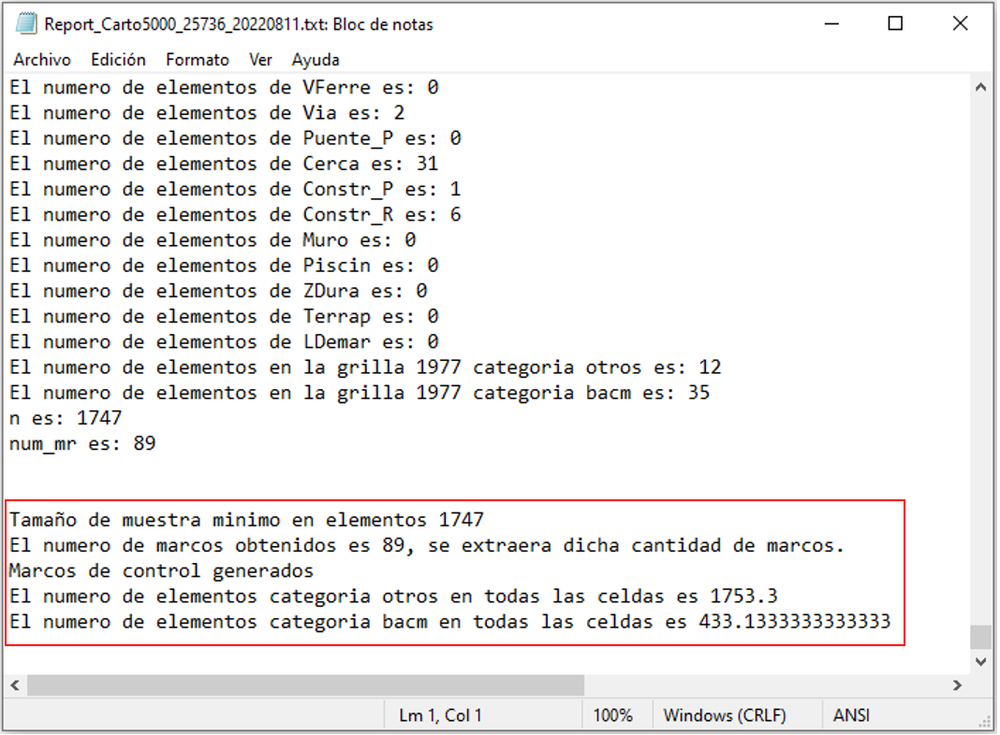 Report_Carto5000_25736_20220811.txt: Bloc de notas
Archivo Edición Formato Ver Ayuda
El numero de elementos de VFerre es: 0
El numero de elementos de Via es: 2
El numero de elementos de Puente_P es: 0
El numero de elementos de Cerca es: 31
El numero de elementos de Constr_P es: 1
El numero de elementos de Constr_R es: 6
El numero de elementos de Muro es: 0
El numero de elementos de Piscin es: 0
El numero de elementos de ZDura es: 0
El numero de elementos de Terrap es: 0
El numero de elementos de LDemar es: 0
El numero de elementos en la grilla 1977 categoria otros es: 12
El numero de elementos en la grilla 1977 categoria bacm es: 35
n es: 1747
num_mr es: 89
Tamaño de muestra minimo en elementos 1747
El numero de marcos obtenidos es 89, se extraera dicha cantidad de marcos.
Marcos de control generados
El numero de elementos categoria otros en todas las celdas es 1753.3
El numero de elementos categoria bacm en todas las celdas es 433.1333333333333
Lm 1, Col 1 100% Windows (CRLF) ANSI